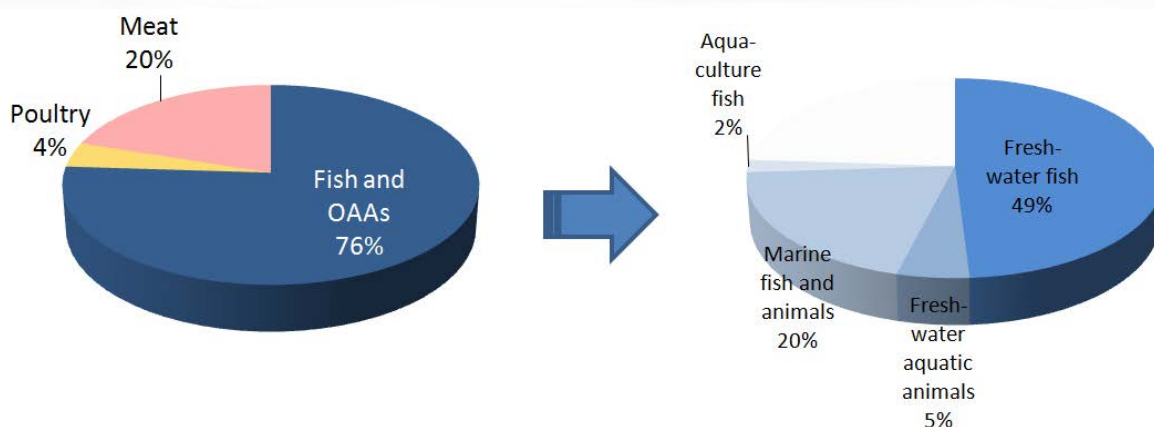 Meat
20%
Poultry
4%
Fish and
OAAs
76%
Aqua-
culture
fish
2%
Fresh-
water fish
49%
Marine
fish and
animals
20%
Fresh-
water
aquatic
animals
5%